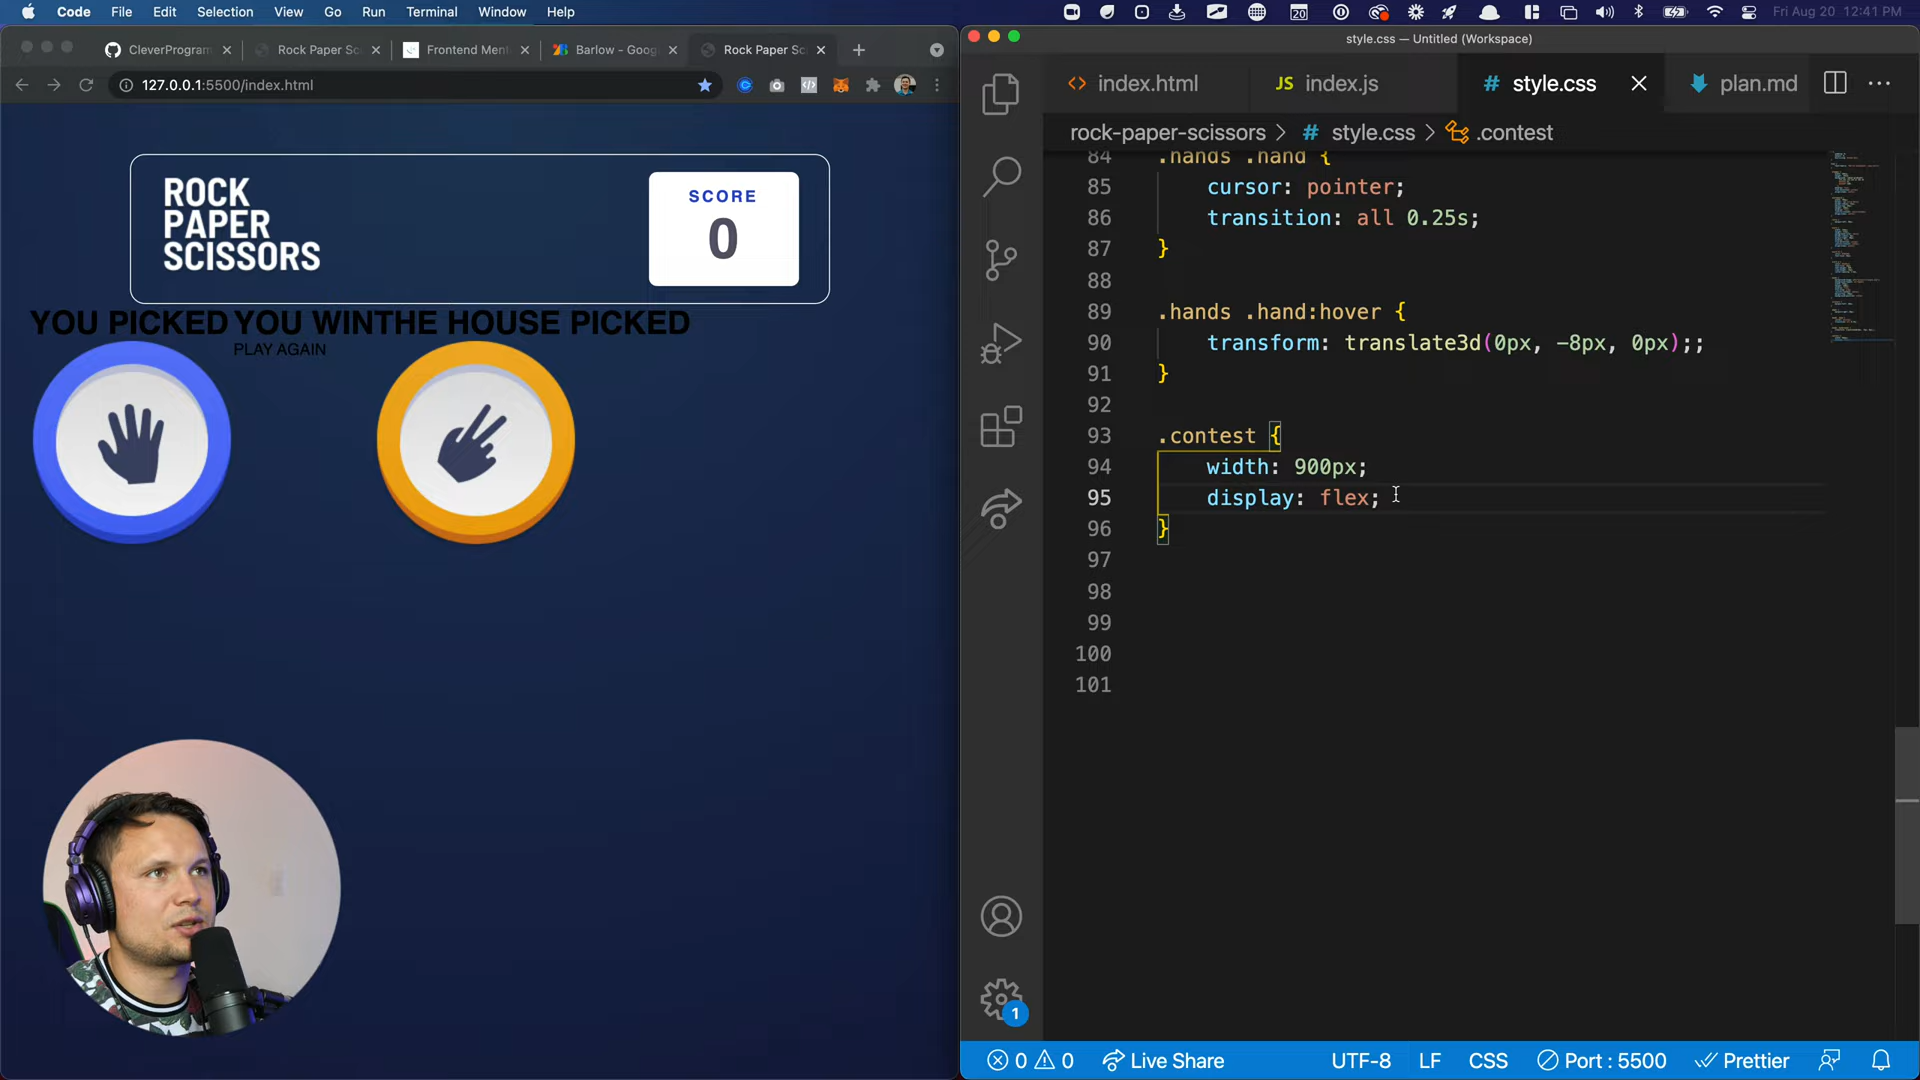 Code File Edit Selection View Go Run Terminal Window Help
20 Fri Aug 20 12:41 PM
CleverProgram Rock Paper Sc Frontend Ment Barlow - Goog Rock Paper Sc
127.0.0.1:5500/index.html
ROCK
PAPER
SCISSORS
SCORE
0
YOU PICKED YOU WIN THE HOUSE PICKED
PLAY AGAIN
style.css — Untitled (Workspace)
index.html JS index.js # style.css plan.md
rock-paper-scissors > # style.css > .contest
84 .hands .hand {
85 cursor: pointer;
86 transition: all 0.25s;
87 }
88
89 .hands .hand:hover {
90 transform: translate3d(0px, -8px, 0px);;
91 }
92
93 .contest {
94 width: 900px;
95 display: flex;
96 }
97
98
99
100
101
1
0 0 Live Share UTF-8 LF CSS Port : 5500 Prettier